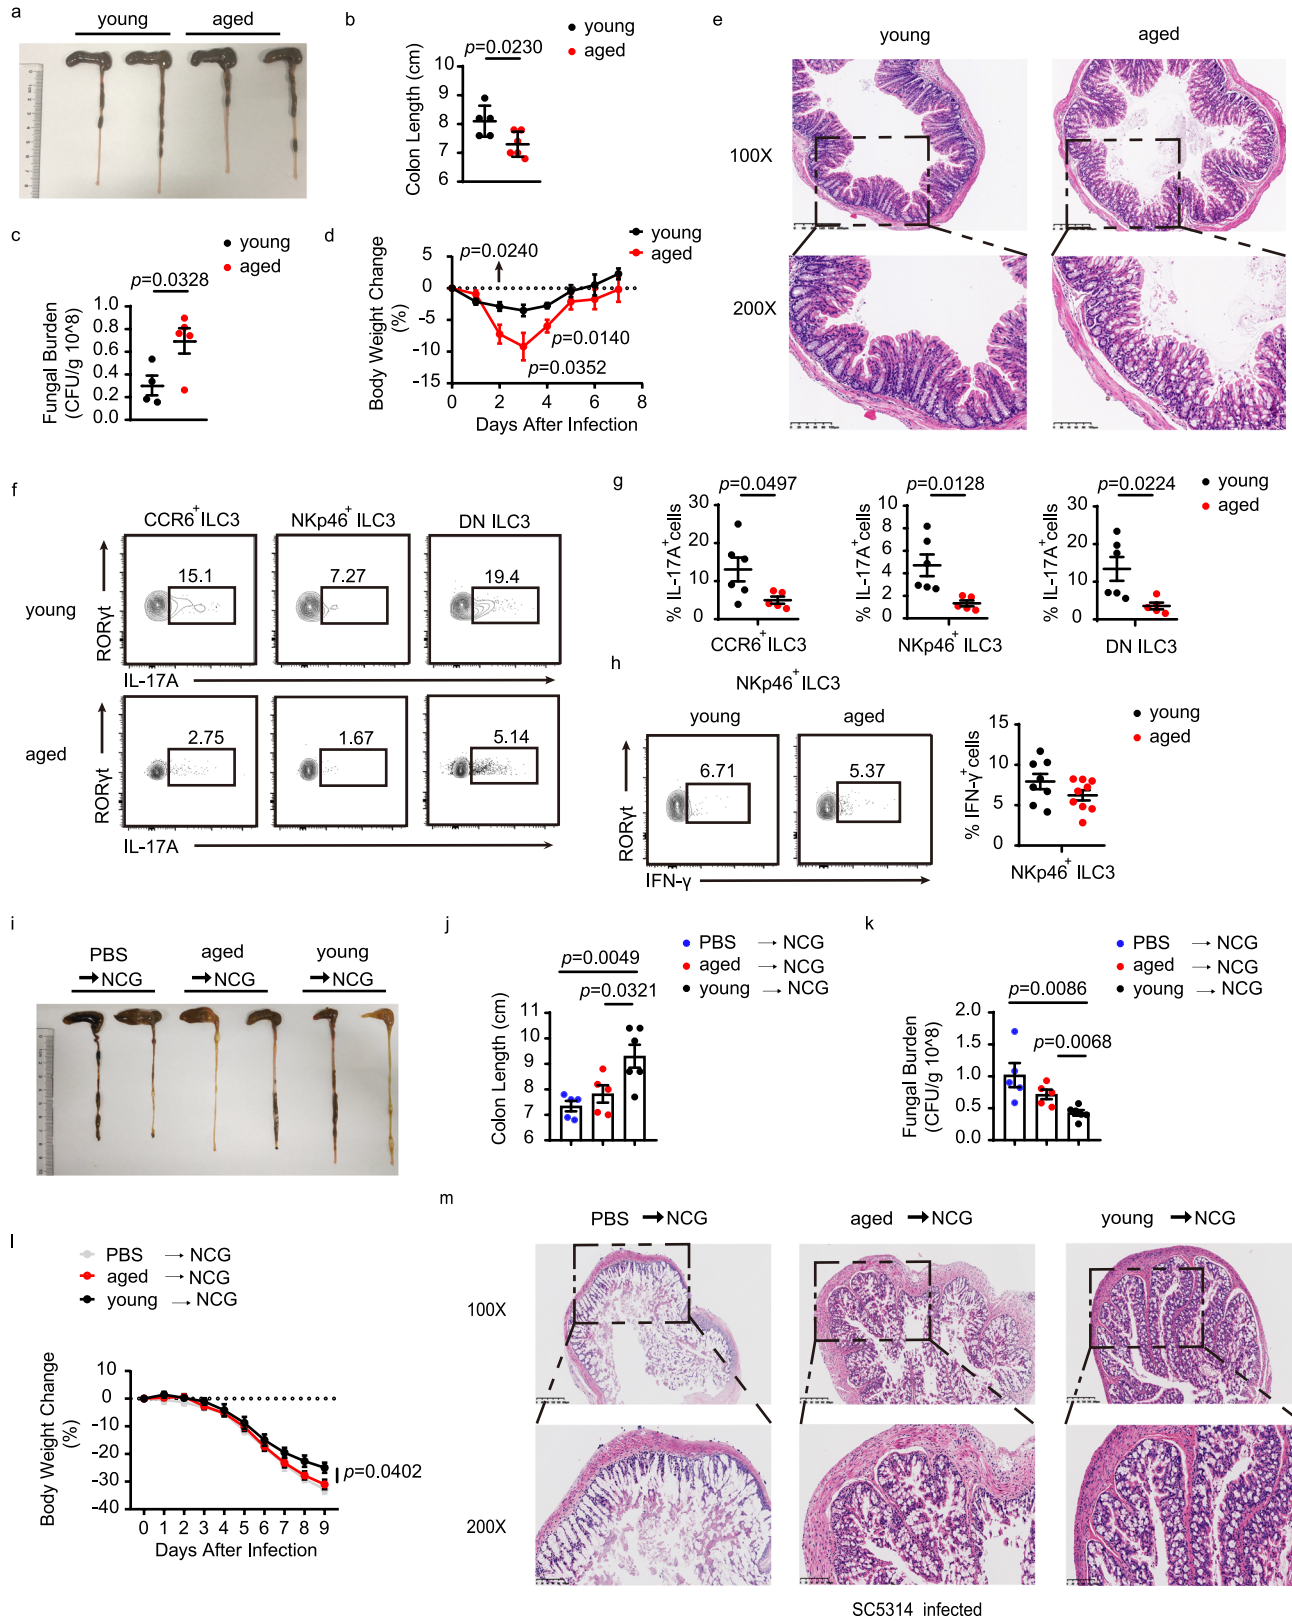 a
young
aged
b
young
aged
p=0.0230
Colon Length (cm)
10
9
8
7
6
c
young
aged
p=0.0328
Fungal Burden
(CFU/g 10^8)
1.0
0.8
0.6
0.4
0.2
0.0
d
young
aged
p=0.0240
p=0.0140
p=0.0352
Body Weight Change
(%)
5
0
-5
-10
-15
0 2 4 6 8
Days After Infection
e
young
aged
100X
200X
f
CCR6+ ILC3
NKp46+ ILC3
DN ILC3
young
RORγt
15.1
7.27
19.4
IL-17A
aged
RORγt
2.75
1.67
5.14
IL-17A
g
p=0.0497
% IL-17A+cells
30
20
10
0
CCR6+ ILC3
p=0.0128
% IL-17A+cells
10
8
6
4
2
0
NKp46+ ILC3
p=0.0224
% IL-17A+cells
30
20
10
0
DN ILC3
young
aged
h
NKp46+ ILC3
young
aged
RORγt
6.71
5.37
IFN-γ
young
aged
% IFN-γ+ cells
15
10
5
0
NKp46+ ILC3
i
PBS
→NCG
aged
→NCG
young
→NCG
j
PBS → NCG
aged → NCG
young → NCG
p=0.0049
p=0.0321
Colon Length (cm)
11
10
9
8
7
6
k
PBS → NCG
aged → NCG
young → NCG
p=0.0086
p=0.0068
Fungal Burden
(CFU/g 10^8)
2.0
1.5
1.0
0.5
0.0
l
PBS → NCG
aged → NCG
young → NCG
Body Weight Change
(%)
10
0
-10
-20
-30
-40
p=0.0402
0 1 2 3 4 5 6 7 8 9
Days After Infection
m
PBS →NCG
aged →NCG
young →NCG
100X
200X
SC5314 infected